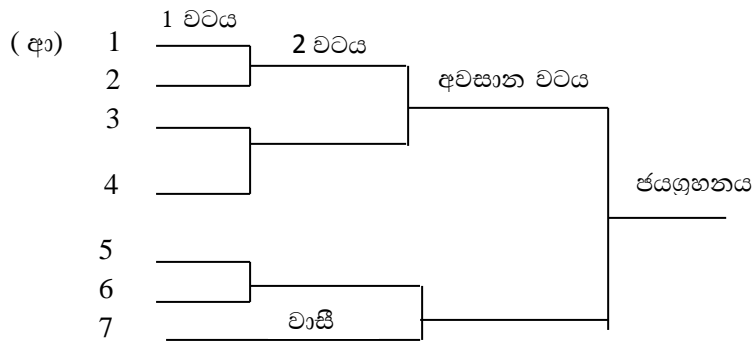 1 වටය
( ආ) 1 2 වටය
2 අවසාන වටය
3
4 ජයග්‍රහනය
5
6
වාසී
7